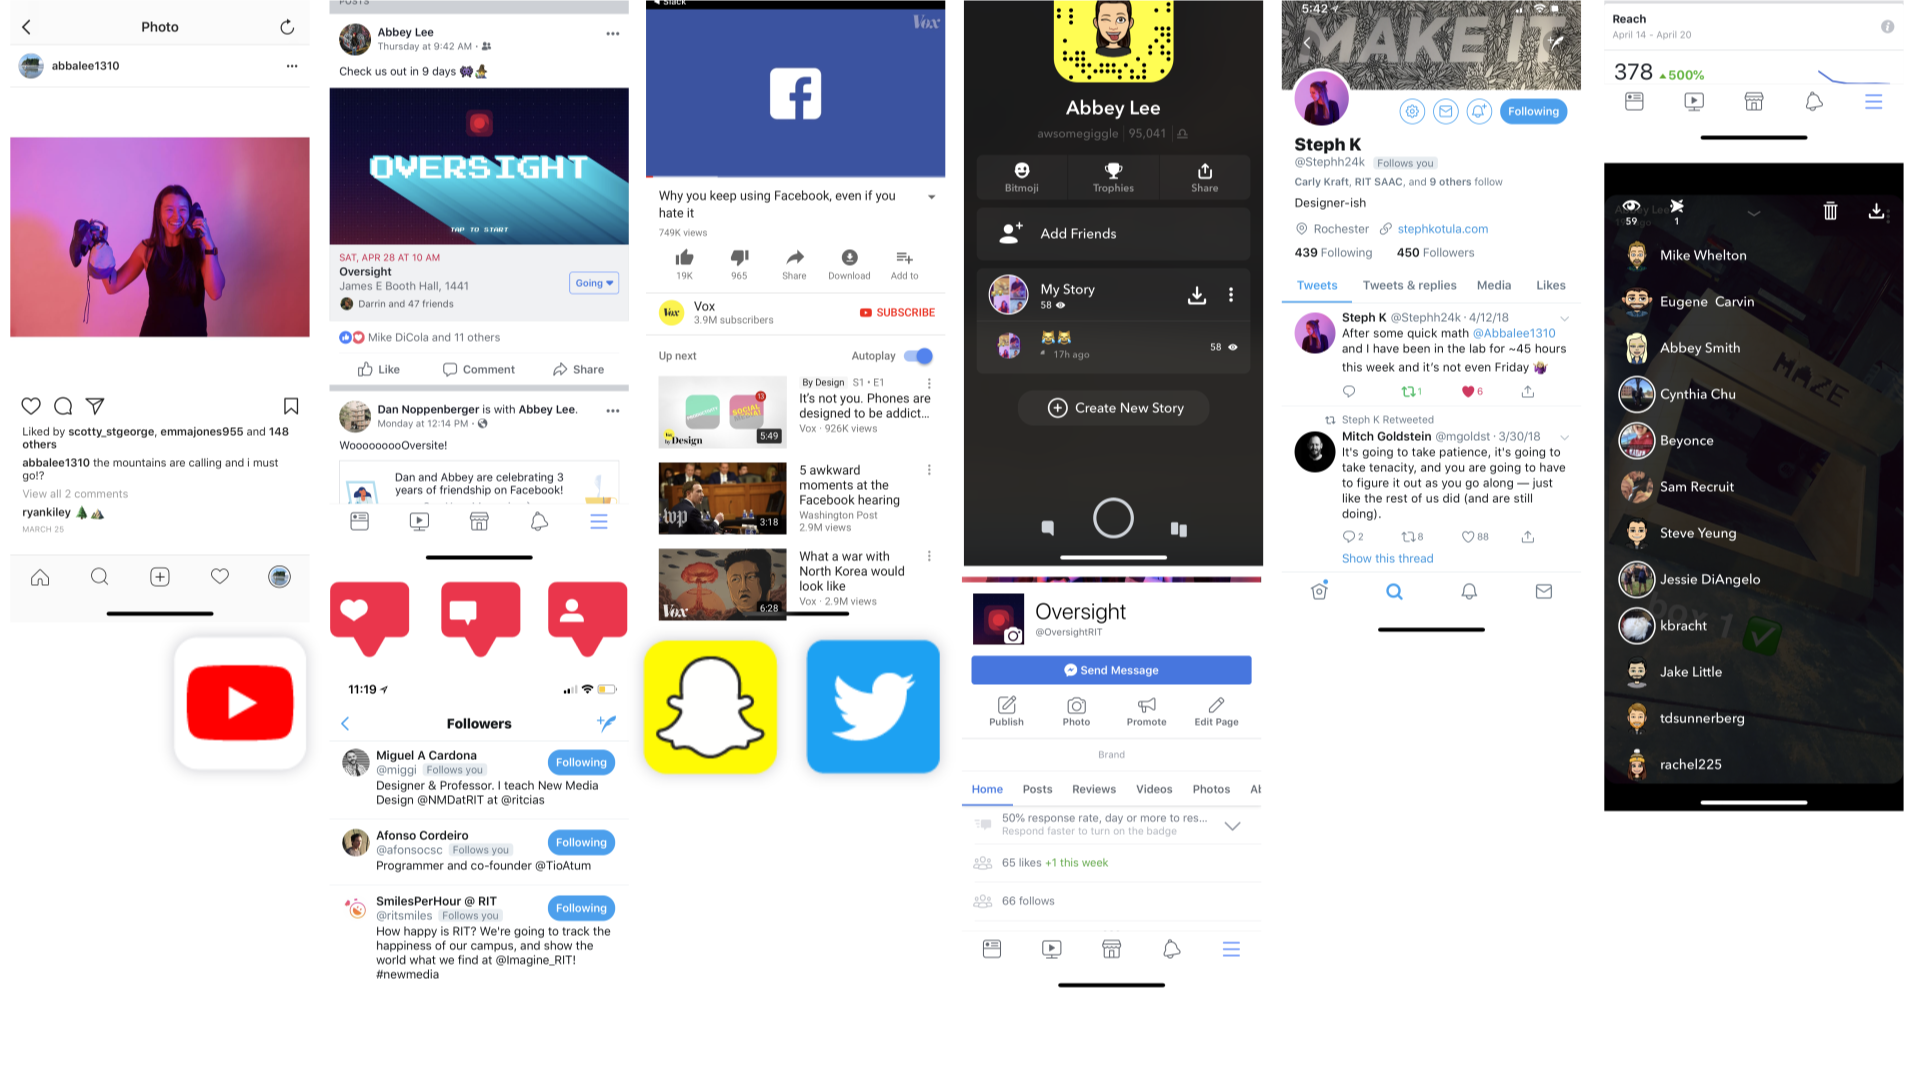 Photo
abbalee1310
Liked by scotty_stgeorge, emmajones955 and 148
others
abbalee1310 the mountains are calling and i must
go!?
View all 2 comments
ryankiley 🌲⛰️
MARCH 25
POSTS
Abbey Lee
Thursday at 9:42 AM ·
Check us out in 9 days
OVERSIGHT
TAP TO START
SAT, APR 28 AT 10 AM
Oversight
James E Booth Hall, 1441
Going
Darrin and 47 friends
Mike DiCola and 11 others
Like
Comment
Share
Dan Noppenberger is with Abbey Lee.
Monday at 12:14 PM ·
WooooooooOversite!
Dan and Abbey are celebrating 3
years of friendship on Facebook!
11:19
Followers
Miguel A Cardona
@miggi Follows you
Following
Designer & Professor. I teach New Media
Design @NMDatRIT at @ritcias
Afonso Cordeiro
@afonsocsc Follows you
Following
Programmer and co-founder @TioAtum
SmilesPerHour @ RIT
@ritsmiles Follows you
Following
How happy is RIT? We're going to track the
happiness of our campus, and show the
world what we find at @Imagine_RIT!
#newmedia
Slack
Vox
f
Why you keep using Facebook, even if you
hate it
749K views
19K
965
Share
Download
Add to
Vox
Vox
3.9M subscribers
SUBSCRIBE
Up next
Autoplay
PRODUCTIVITY
SOCIAL
13
by Design
5:49
By Design S1 • E1
It's not you. Phones are
designed to be addict...
Vox · 926K views
wp
3:18
5 awkward
moments at the
Facebook hearing
Washington Post
2.9M views
Vox
6:28
What a war with
North Korea would
look like
Vox · 2.9M views
Abbey Lee
awsomegiggle | 95,041 | ♎
Bitmoji
Trophies
Share
Add Friends
My Story
58
😹😹
17h ago
58
Create New Story
Oversight
@OversightRIT
Send Message
Publish
Photo
Promote
Edit Page
Brand
Home
Posts
Reviews
Videos
Photos
Al
50% response rate, day or more to res...
Respond faster to turn on the badge
65 likes +1 this week
66 follows
5:42
MAKE IT
Following
Steph K
@Stephh24k Follows you
Carly Kraft, RIT SAAC, and 9 others follow
Designer-ish
Rochester stephkotula.com
439 Following 450 Followers
Tweets
Tweets & replies
Media
Likes
Steph K @Stephh24k · 4/12/18
After some quick math @Abbalee1310
and I have been in the lab for ~45 hours
this week and it's not even Friday
1
6
Steph K Retweeted
Mitch Goldstein @mgoldst · 3/30/18
It's going to take patience, it's going to
take tenacity, and you are going to have
to figure it out as you go along — just
like the rest of us did (and are still
doing).
2
8
88
Show this thread
Reach
April 14 - April 20
378 500%
59
1
Abbey Lee
MAZE
Mike Whelton
Eugene Carvin
Abbey Smith
Cynthia Chu
Beyonce
Sam Recruit
Steve Yeung
Jessie DiAngelo
box 1 ✅
kbracht
Jake Little
tdsunnerberg
rachel225